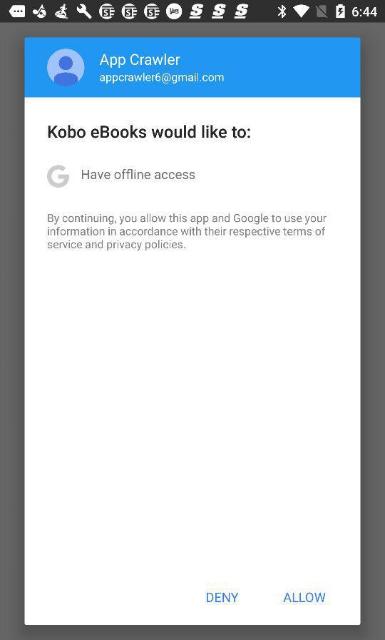 6:44
App Crawler
appcrawler6@gmail.com
Kobo eBooks would like to:
Have offline access
By continuing, you allow this app and Google to use your
information in accordance with their respective terms of
service and privacy policies.
DENY
ALLOW